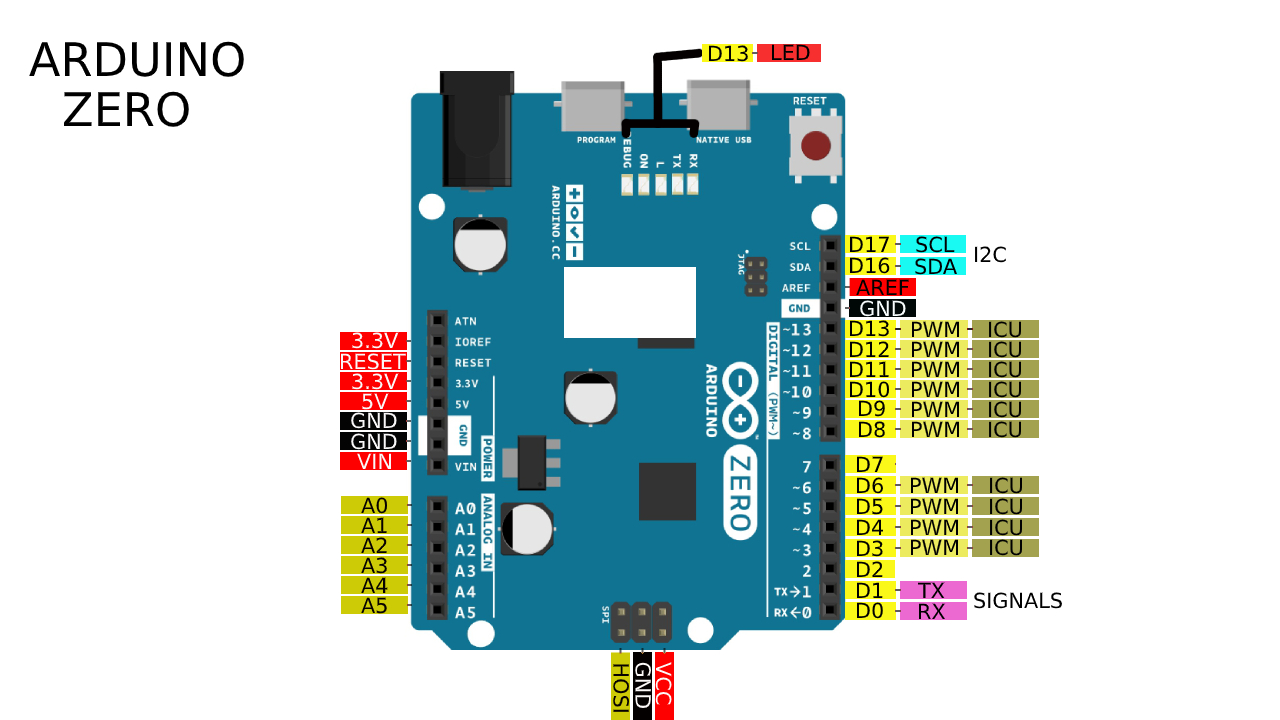 ARDUINO
ZERO
D13 LED
PROGRAM
NATIVE USB
RESET
EBUG
ON
L
TX
RX
ARDUINO.CC
JTAG
SCL D17 SCL
SDA D16 SDA
I2C
AREF AREF
GND GND
~13 D13 PWM ICU
~12 D12 PWM ICU
~11 D11 PWM ICU
~10 D10 PWM ICU
~9 D9 PWM ICU
~8 D8 PWM ICU
DIGITAL (PWM~)
7 D7
~6 D6 PWM ICU
~5 D5 PWM ICU
~4 D4 PWM ICU
~3 D3 PWM ICU
2 D2
TX→1 D1 TX
RX←0 D0 RX
SIGNALS
ARDUINO
™
ZERO
ATN
3.3V IOREF
RESET RESET
3.3V 3.3V
5V 5V
GND
GND
GND
VIN VIN
POWER
A0 A0
A1 A1
A2 A2
A3 A3
A4 A4
A5 A5
ANALOG IN
SPI
HOSI
GND
VCC